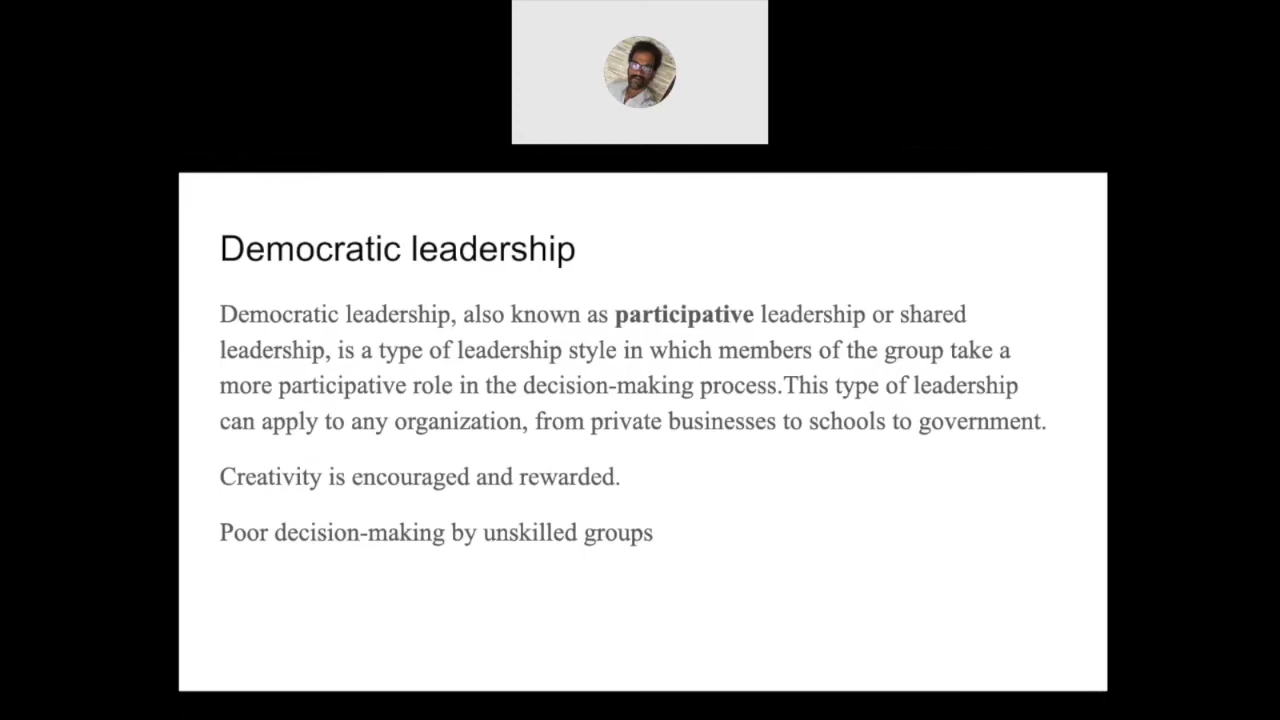 Democratic leadership
Democratic leadership, also known as participative leadership or shared
leadership, is a type of leadership style in which members of the group take a
more participative role in the decision-making process.This type of leadership
can apply to any organization, from private businesses to schools to government.
Creativity is encouraged and rewarded.
Poor decision-making by unskilled groups